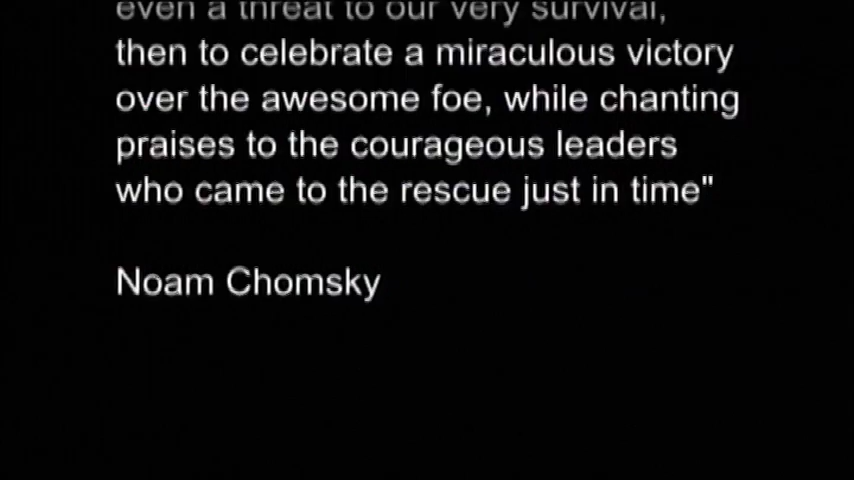 even a threat to our very survival,
then to celebrate a miraculous victory
over the awesome foe, while chanting
praises to the courageous leaders
who came to the rescue just in time"
Noam Chomsky